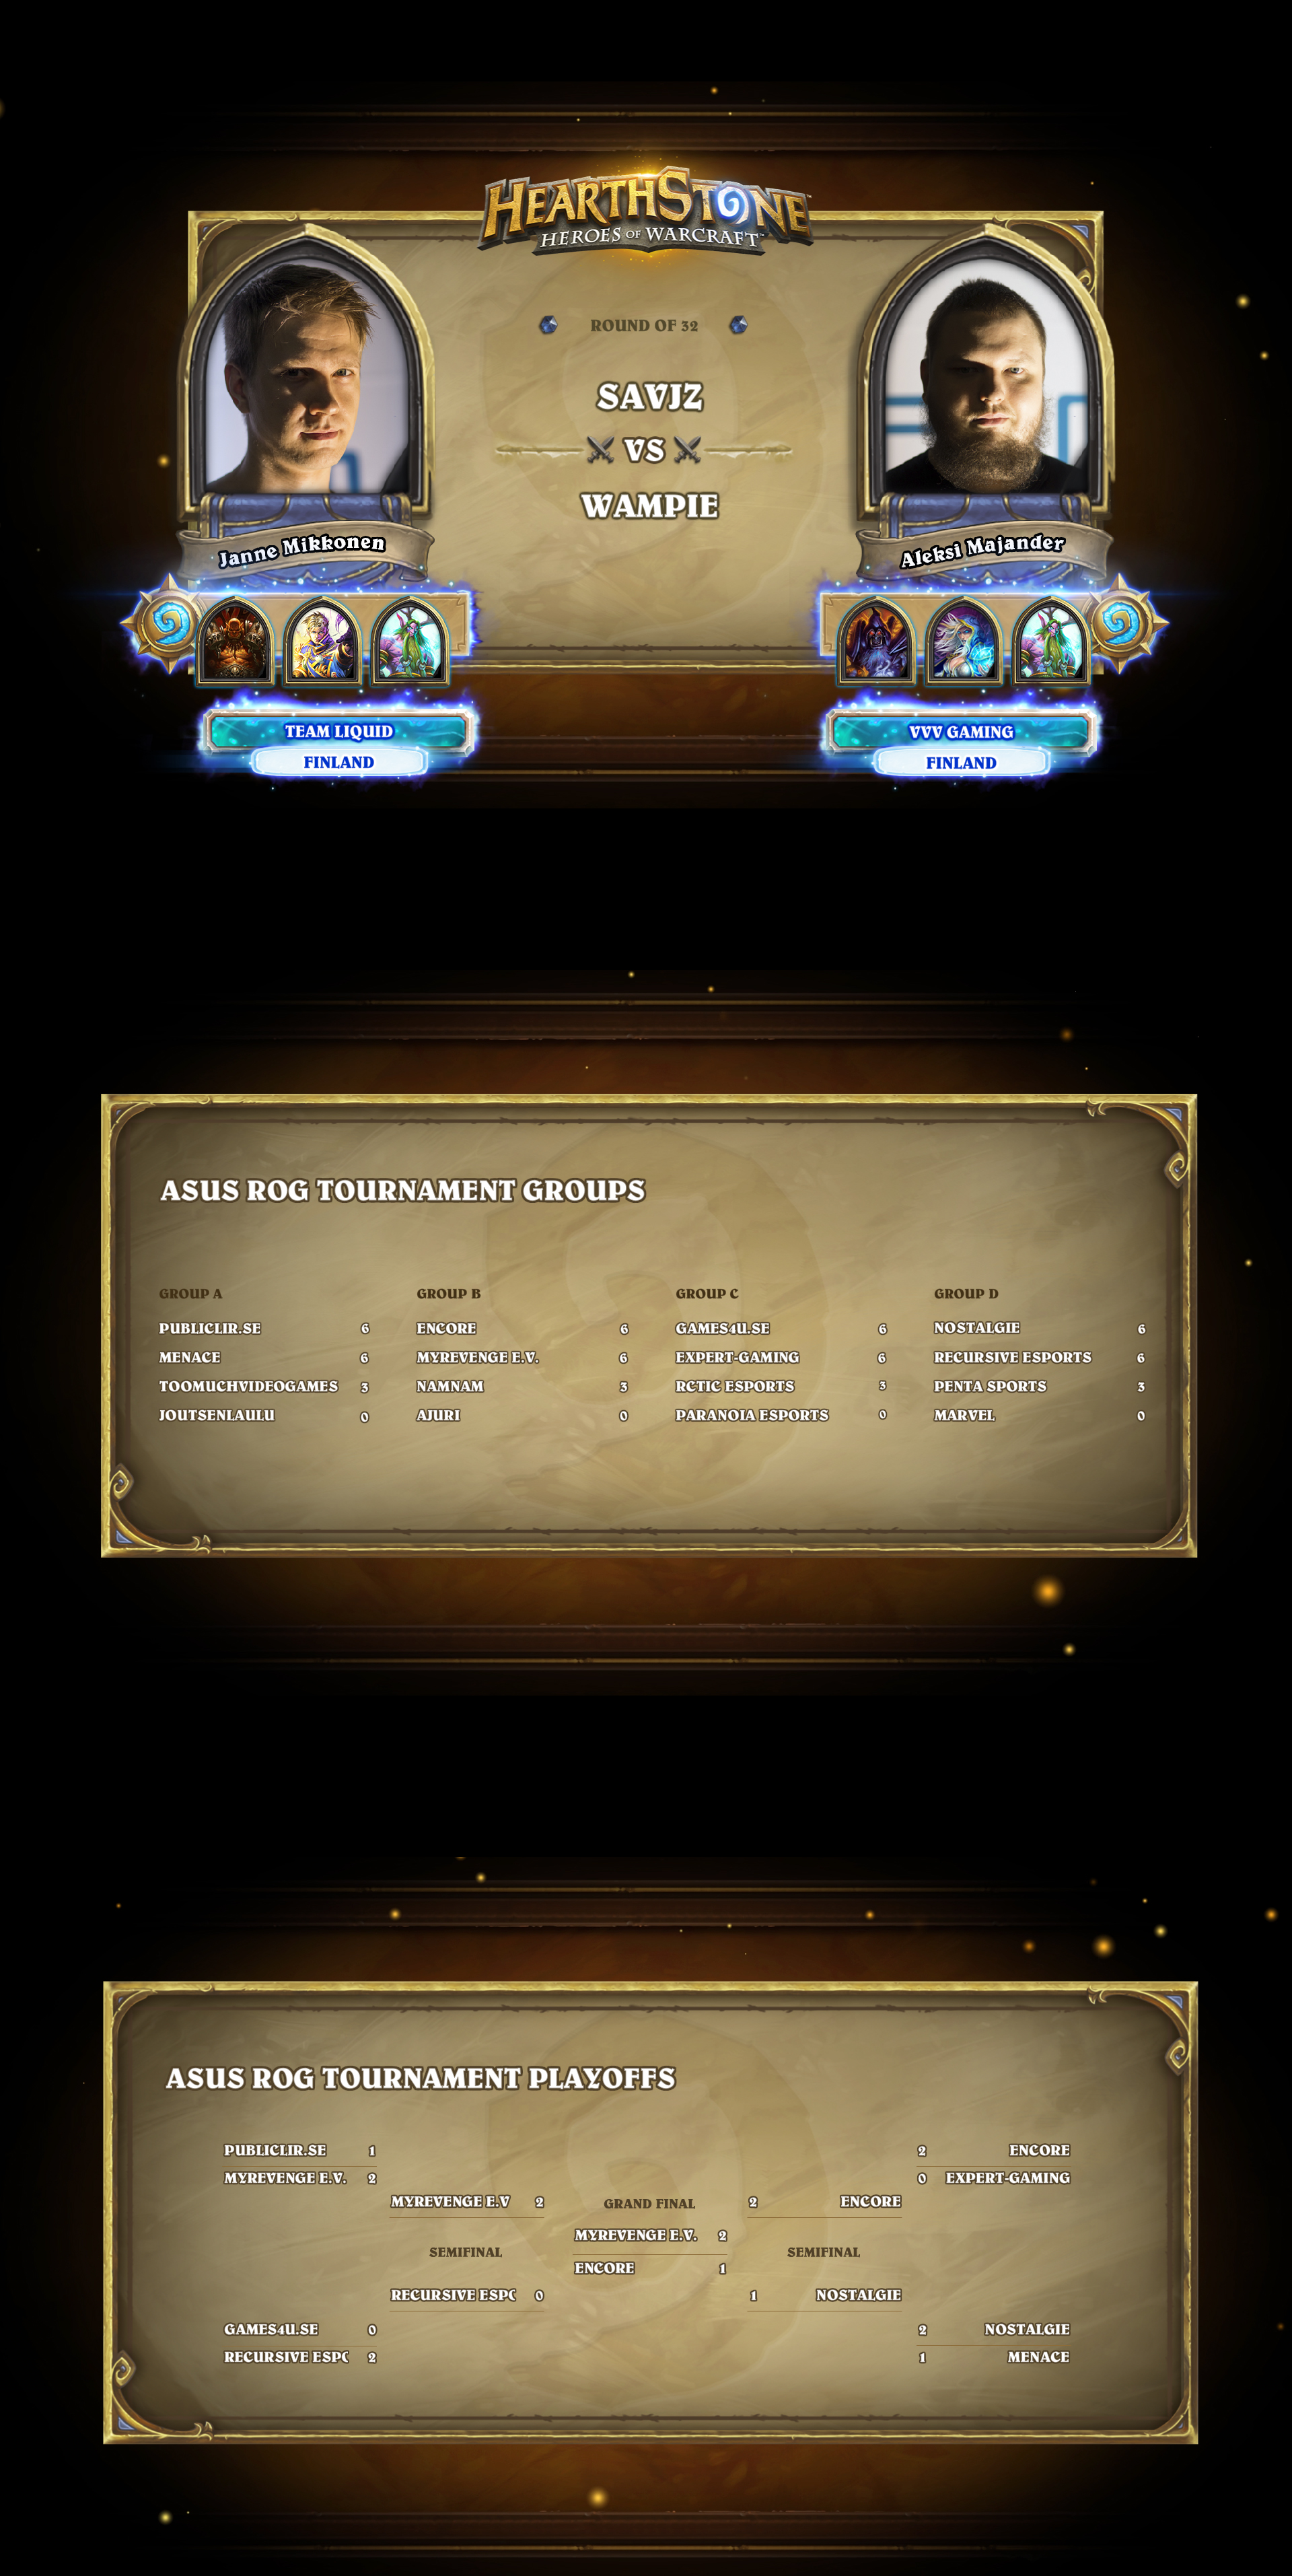 HEARTHSTONE
HEROES OF WARCRAFT
ROUND OF 32
SAVJZ
VS
WAMPIE
Janne Mikkonen
Aleksi Majander
TEAM LIQUID
FINLAND
VVV GAMING
FINLAND
ASUS ROG TOURNAMENT GROUPS
GROUP A
PUBLICLIR.SE 6
MENACE 6
TOOMUCHVIDEOGAMES 3
JOUTSENLAULU 0
GROUP B
ENCORE 6
MYREVENGE E.V. 6
NAMNAM 3
AJURI 0
GROUP C
GAMES4U.SE 6
EXPERT-GAMING 6
RCTIC ESPORTS 3
PARANOIA ESPORTS 0
GROUP D
NOSTALGIE 6
RECURSIVE ESPORTS 6
PENTA SPORTS 3
MARVEL 0
ASUS ROG TOURNAMENT PLAYOFFS
PUBLICLIR.SE 1
MYREVENGE E.V. 2
GAMES4U.SE 0
RECURSIVE ESPC 2
MYREVENGE E.V 2
SEMIFINAL
RECURSIVE ESPC 0
GRAND FINAL
MYREVENGE E.V. 2
ENCORE 1
2 ENCORE
SEMIFINAL
1 NOSTALGIE
2 ENCORE
0 EXPERT-GAMING
2 NOSTALGIE
1 MENACE